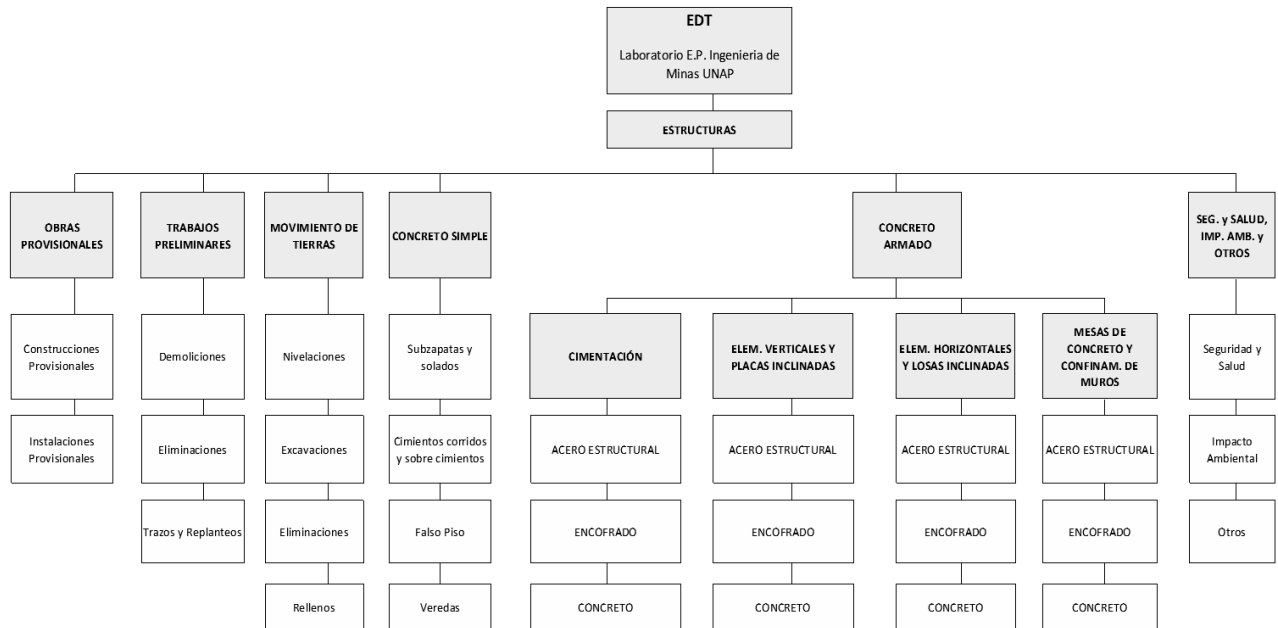 EDT
Laboratorio E.P. Ingenieria de
Minas UNAP
ESTRUCTURAS
OBRAS
PROVISIONALES
TRABAJOS
PRELIMINARES
MOVIMIENTO DE
TIERRAS
CONCRETO SIMPLE
CONCRETO
ARMADO
SEG. y SALUD,
IMP. AMB. y
OTROS
Construcciones
Provisionales
Demoliciones
Nivelaciones
Subzapatas y
solados
CIMENTACIÓN
ELEM. VERTICALES Y
PLACAS INCLINADAS
ELEM. HORIZONTALES
Y LOSAS INCLINADAS
MESAS DE
CONCRETO Y
CONFINAM. DE
MUROS
Seguridad y
Salud
Instalaciones
Provisionales
Eliminaciones
Excavaciones
Cimientos corridos
y sobre cimientos
ACERO ESTRUCTURAL
ACERO ESTRUCTURAL
ACERO ESTRUCTURAL
ACERO ESTRUCTURAL
Impacto
Ambiental
Trazos y Replanteos
Eliminaciones
Falso Piso
ENCOFRADO
ENCOFRADO
ENCOFRADO
ENCOFRADO
Otros
Rellenos
Veredas
CONCRETO
CONCRETO
CONCRETO
CONCRETO